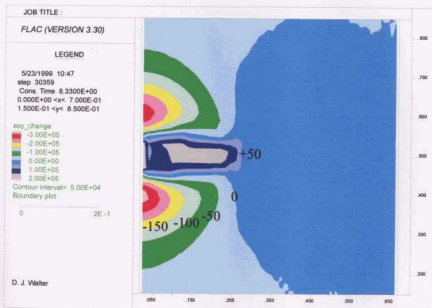 JOB TITLE :
FLAC (VERSION 3.30)
LEGEND
5/23/1999 10:47
step 30359
Cons. Time 8.3300E+00
0.000E+00 <x< 7.000E-01
1.500E-01 <y< 8.500E-01
esy_change
-3.00E+05
-2.00E+05
-1.00E+05
0.00E+00
1.00E+05
2.00E+05
Contour interval= 5.00E+04
Boundary plot
0 2E -1
D. J. Walter
+50
0
-50
-100
-150
.800
.700
.600
.500
.400
.300
.200
.050 .150 .250 .350 .450 .550 .650